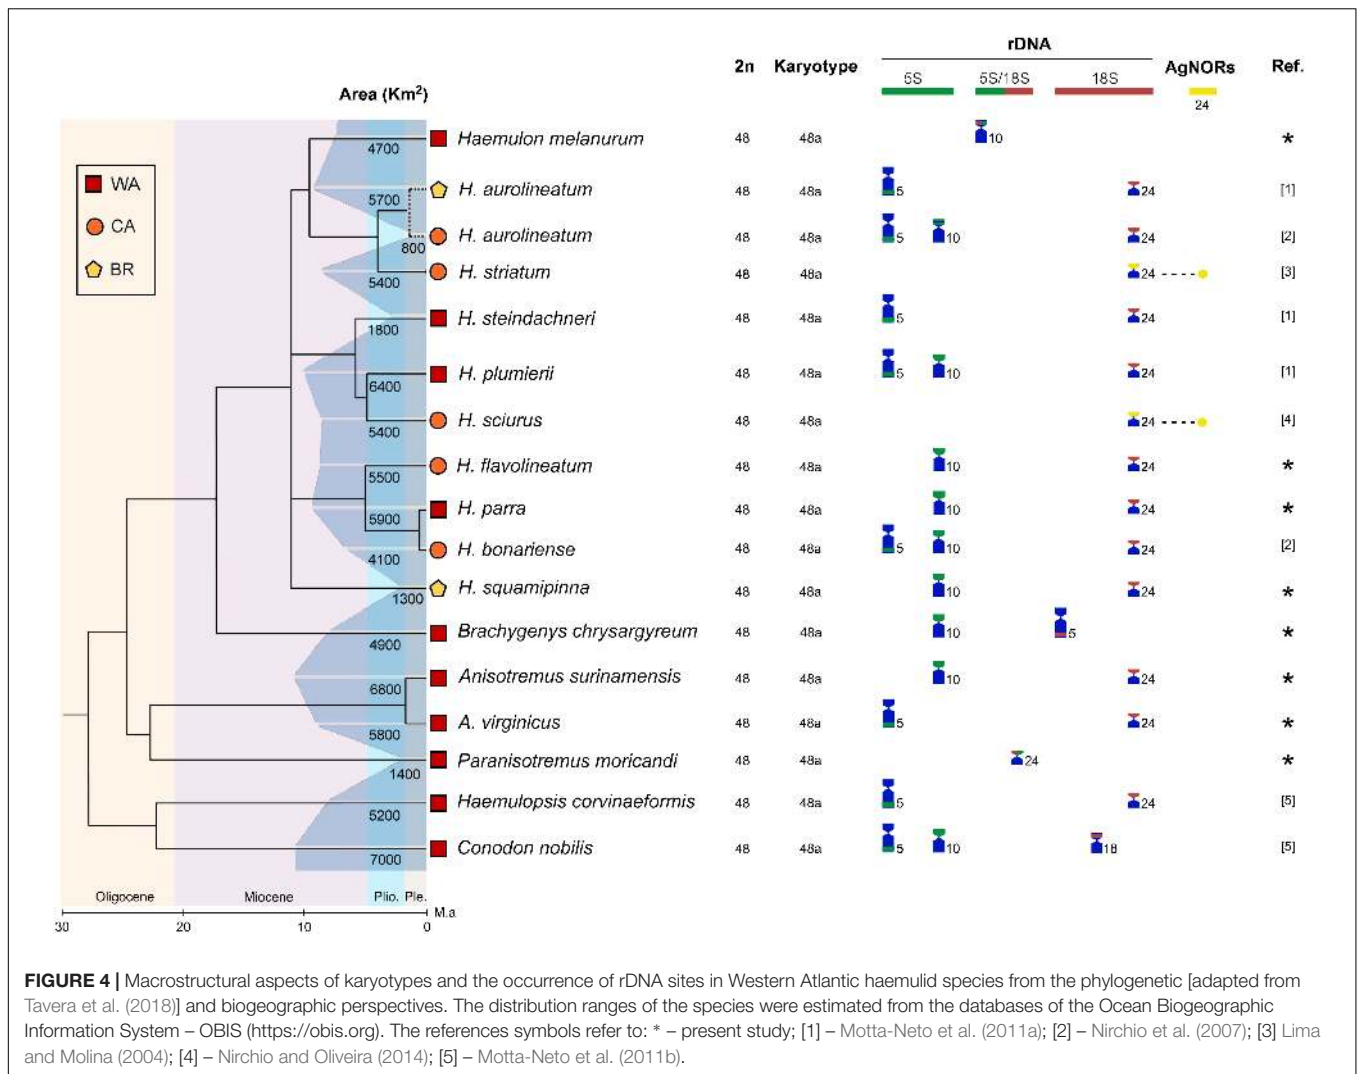 rDNA
2n Karyotype 5S 5S/18S 18S AgNORs Ref.
Area (Km²) 24
WA
CA
BR
4700 Haemulon melanurum 48 48a 10 *
5700 H. aurolineatum 48 48a 5 24 [1]
800 H. aurolineatum 48 48a 5 10 24 [2]
5400 H. striatum 48 48a 24 [3]
1800 H. steindachneri 48 48a 5 24 [1]
6400 H. plumierii 48 48a 5 10 24 [1]
5400 H. sciurus 48 48a 24 [4]
5500 H. flavolineatum 48 48a 10 24 *
5900 H. parra 48 48a 10 24 *
4100 H. bonariense 48 48a 5 10 24 [2]
1300 H. squamipinna 48 48a 10 24 *
4900 Brachygenys chrysargyreum 48 48a 10 5 *
6800 Anisotremus surinamensis 48 48a 10 24 *
5800 A. virginicus 48 48a 5 24 *
1400 Paranisotremus moricandi 48 48a 24 *
5200 Haemulopsis corvinaeformis 48 48a 5 24 [5]
7000 Conodon nobilis 48 48a 5 10 18 [5]
Oligocene Miocene Plio. Ple.
M.a
30 20 10 0
FIGURE 4 | Macrostructural aspects of karyotypes and the occurrence of rDNA sites in Western Atlantic haemulid species from the phylogenetic [adapted from
Tavera et al. (2018)] and biogeographic perspectives. The distribution ranges of the species were estimated from the databases of the Ocean Biogeographic
Information System – OBIS (https://obis.org). The references symbols refer to: * – present study; [1] – Motta-Neto et al. (2011a); [2] – Nirchio et al. (2007); [3] Lima
and Molina (2004); [4] – Nirchio and Oliveira (2014); [5] – Motta-Neto et al. (2011b).